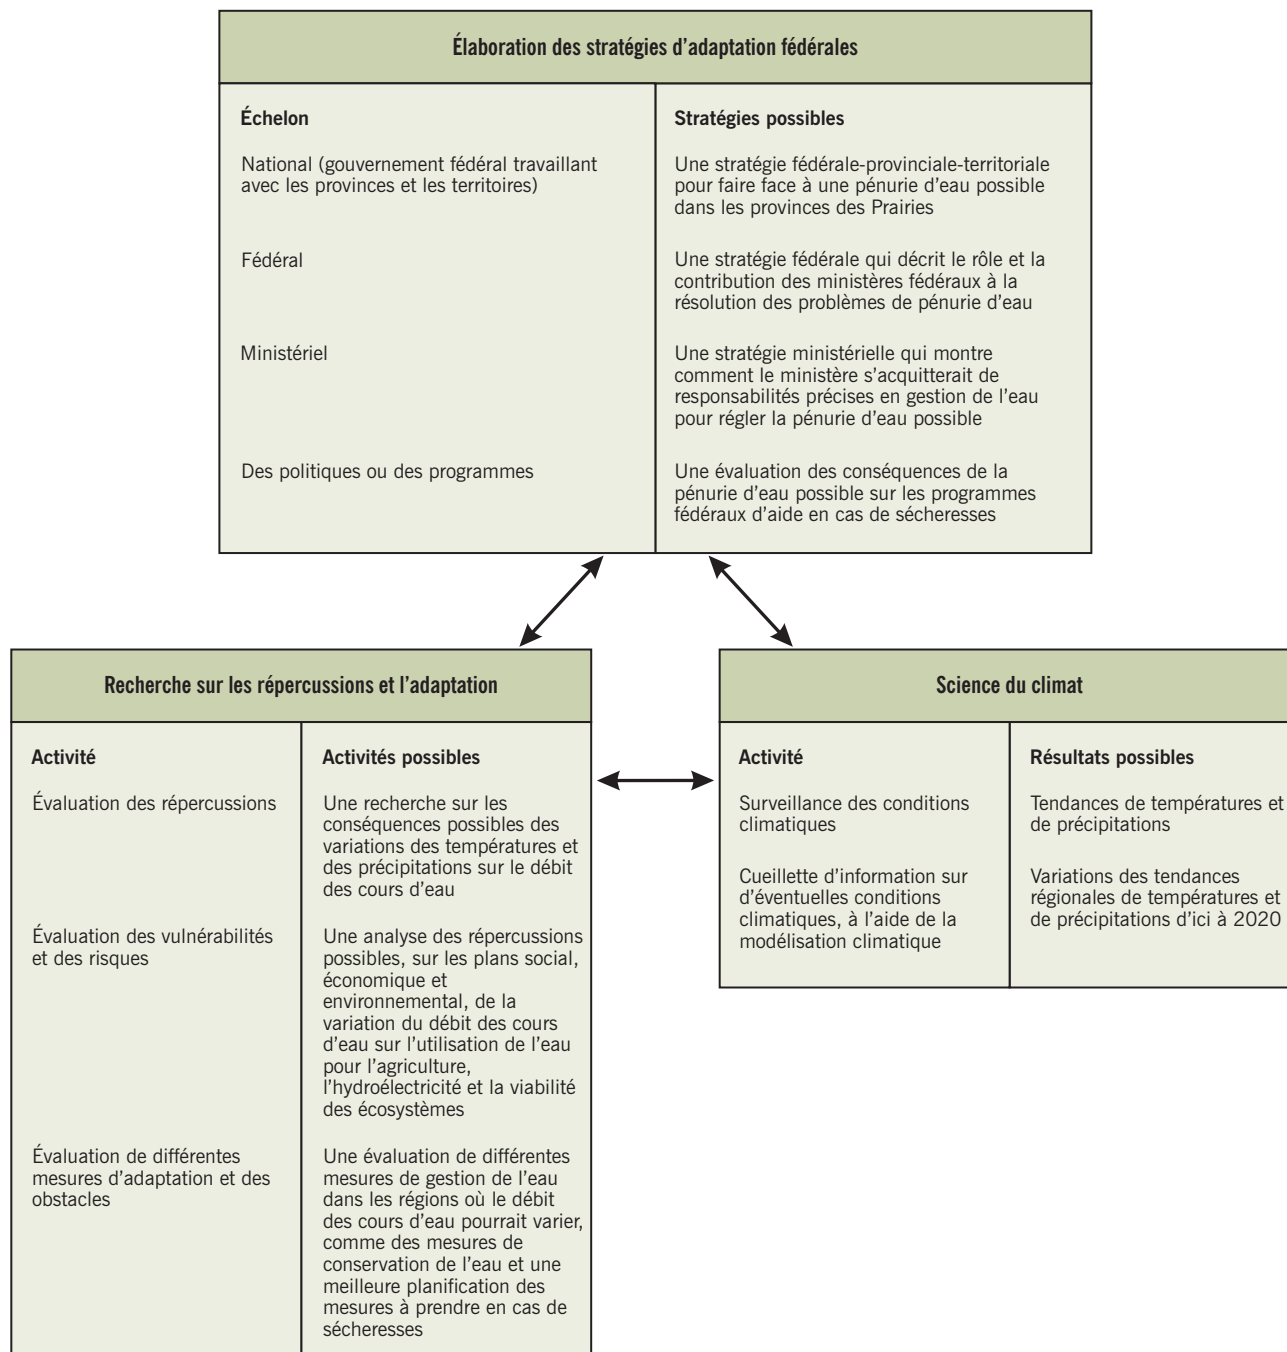 Élaboration des stratégies d'adaptation fédérales
Échelon
National (gouvernement fédéral travaillant
avec les provinces et les territoires)
Fédéral
Ministériel
Des politiques ou des programmes
Stratégies possibles
Une stratégie fédérale-provinciale-territoriale
pour faire face à une pénurie d'eau possible
dans les provinces des Prairies
Une stratégie fédérale qui décrit le rôle et la
contribution des ministères fédéraux à la
résolution des problèmes de pénurie d'eau
Une stratégie ministérielle qui montre
comment le ministère s'acquitterait de
responsabilités précises en gestion de l'eau
pour régler la pénurie d'eau possible
Une évaluation des conséquences de la
pénurie d'eau possible sur les programmes
fédéraux d'aide en cas de sécheresses
Recherche sur les répercussions et l'adaptation
Activité
Évaluation des répercussions
Évaluation des vulnérabilités
et des risques
Évaluation de différentes
mesures d'adaptation et des
obstacles
Activités possibles
Une recherche sur les
conséquences possibles des
variations des températures et
des précipitations sur le débit
des cours d'eau
Une analyse des répercussions
possibles, sur les plans social,
économique et
environnemental, de la
variation du débit des cours
d'eau sur l'utilisation de l'eau
pour l'agriculture,
l'hydroélectricité et la viabilité
des écosystèmes
Une évaluation de différentes
mesures de gestion de l'eau
dans les régions où le débit
des cours d'eau pourrait varier,
comme des mesures de
conservation de l'eau et une
meilleure planification des
mesures à prendre en cas de
sécheresses
Science du climat
Activité
Surveillance des conditions
climatiques
Cueillette d'information sur
d'éventuelles conditions
climatiques, à l'aide de la
modélisation climatique
Résultats possibles
Tendances de températures et
de précipitations
Variations des tendances
régionales de températures et
de précipitations d'ici à 2020